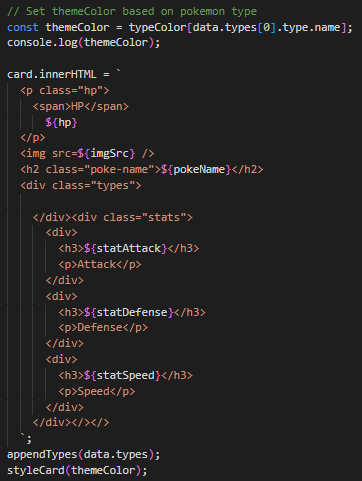 // Set themeColor based on pokemon type
const themeColor = typeColor[data.types[0].type.name];
console.log(themeColor);
card.innerHTML = `
<p class="hp">
<span>HP</span>
${hp}
</p>
<img src=${imgSrc} />
<h2 class="poke-name">${pokeName}</h2>
<div class="types">
</div><div class="stats">
<div>
<h3>${statAttack}</h3>
<p>Attack</p>
</div>
<div>
<h3>${statDefense}</h3>
<p>Defense</p>
</div>
<div>
<h3>${statSpeed}</h3>
<p>Speed</p>
</div>
</div></></>
`;
appendTypes(data.types);
styleCard(themeColor);